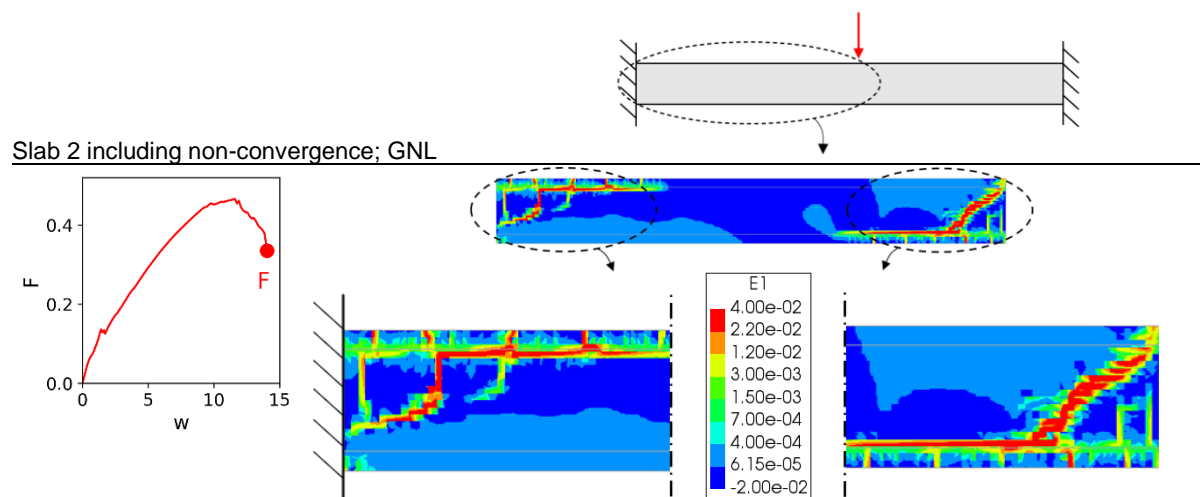 Slab 2 including non-convergence; GNL
F
0.4
0.2
0.0
0
5
10
15
w
F
E1
4.00e-02
2.20e-02
1.20e-02
3.00e-03
1.50e-03
7.00e-04
4.00e-04
6.15e-05
-2.00e-02